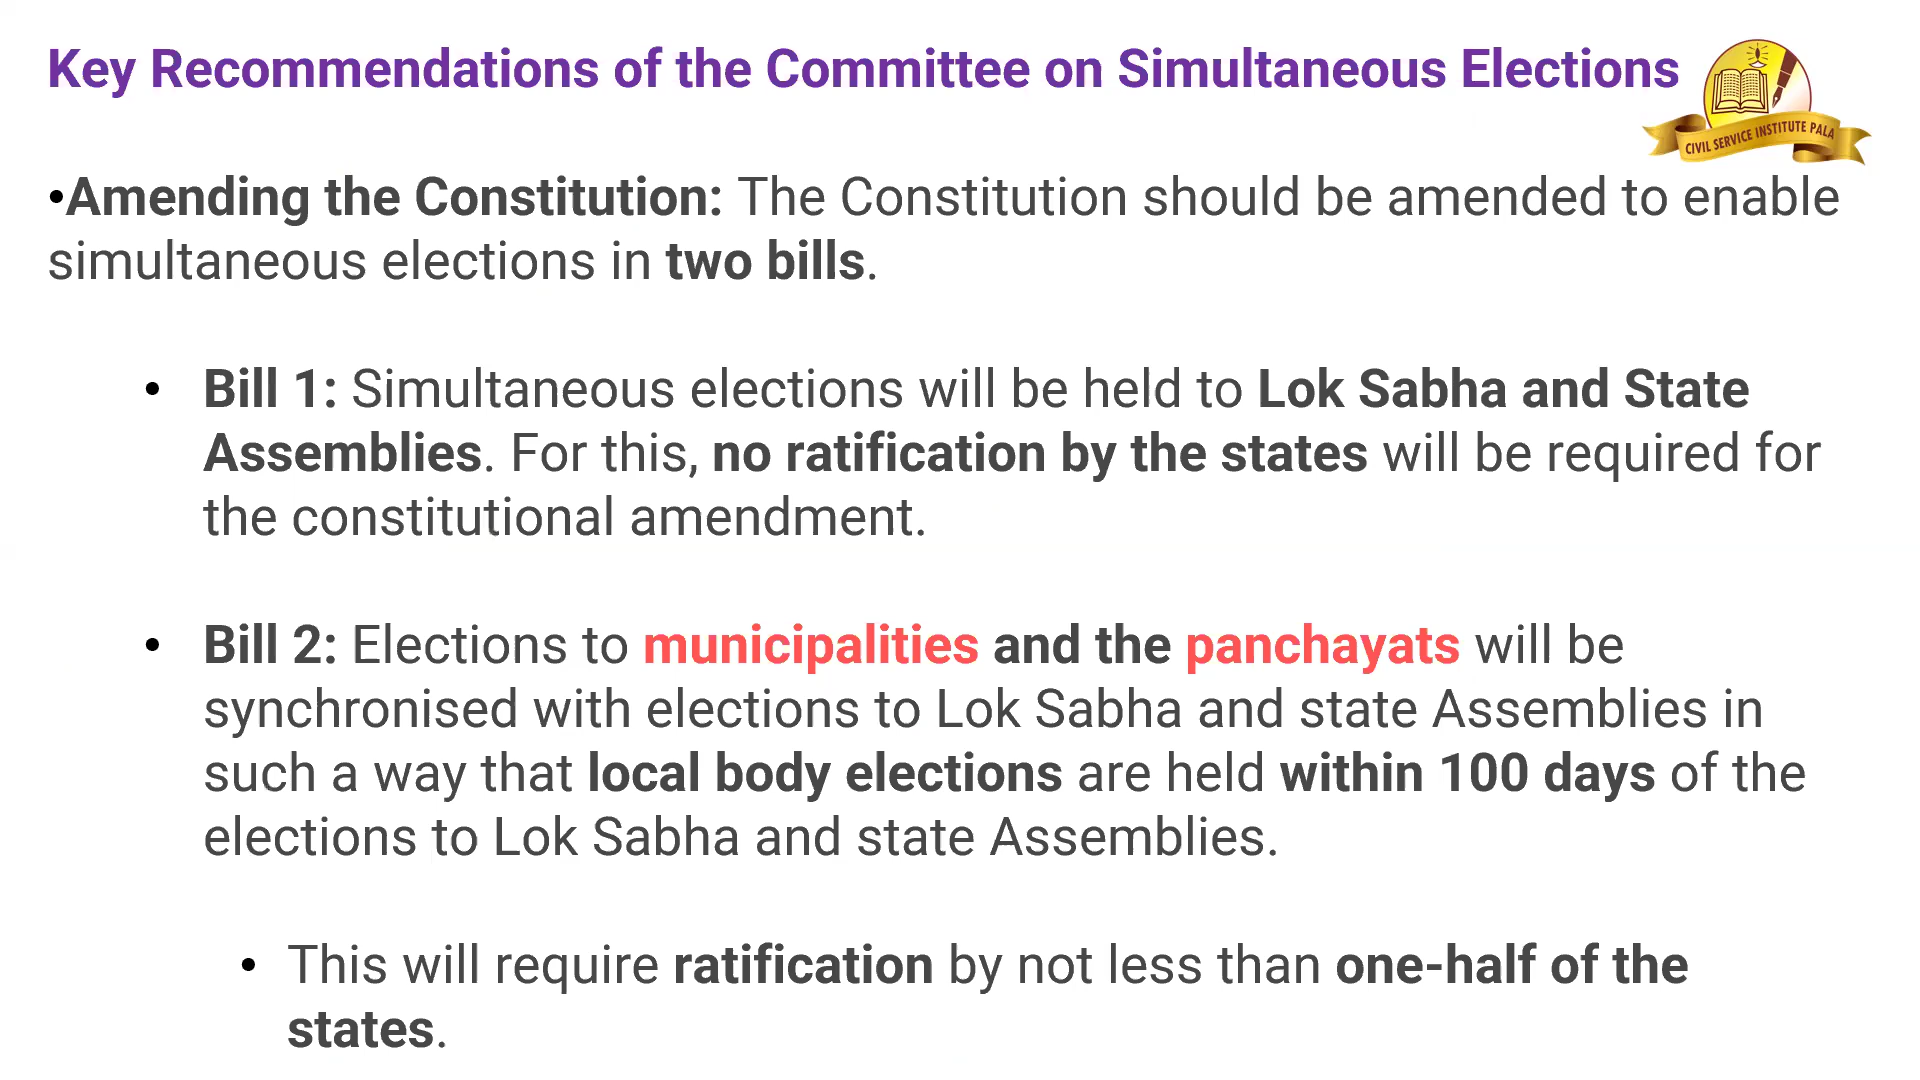 Key Recommendations of the Committee on Simultaneous Elections
CIVIL SERVICE INSTITUTE PALA
•Amending the Constitution: The Constitution should be amended to enable
simultaneous elections in two bills.
• Bill 1: Simultaneous elections will be held to Lok Sabha and State
Assemblies. For this, no ratification by the states will be required for
the constitutional amendment.
• Bill 2: Elections to municipalities and the panchayats will be
synchronised with elections to Lok Sabha and state Assemblies in
such a way that local body elections are held within 100 days of the
elections to Lok Sabha and state Assemblies.
• This will require ratification by not less than one-half of the
states.